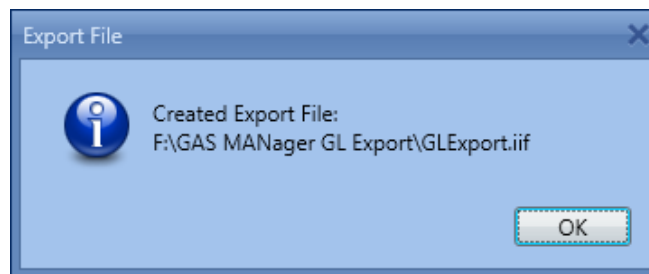 Export File
Created Export File:
F:\GAS MANager GL Export\GLExport.iif
OK